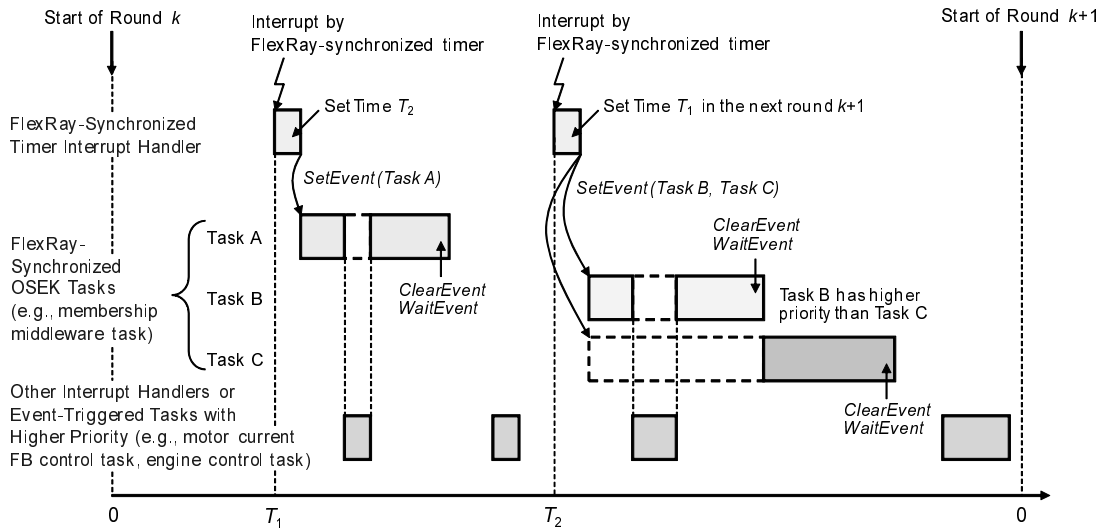 Start of Round k
Interrupt by
FlexRay-synchronized timer
Interrupt by
FlexRay-synchronized timer
Start of Round k+1
FlexRay-Synchronized
Timer Interrupt Handler
Set Time T2
Set Time T1 in the next round k+1
SetEvent(Task A)
SetEvent(Task B, Task C)
FlexRay-
Synchronized
OSEK Tasks
(e.g., membership
middleware task)
Task A
Task B
Task C
ClearEvent
WaitEvent
ClearEvent
WaitEvent
Task B has higher
priority than Task C
ClearEvent
WaitEvent
Other Interrupt Handlers or
Event-Triggered Tasks with
Higher Priority (e.g., motor current
FB control task, engine control task)
0
T1
T2
0